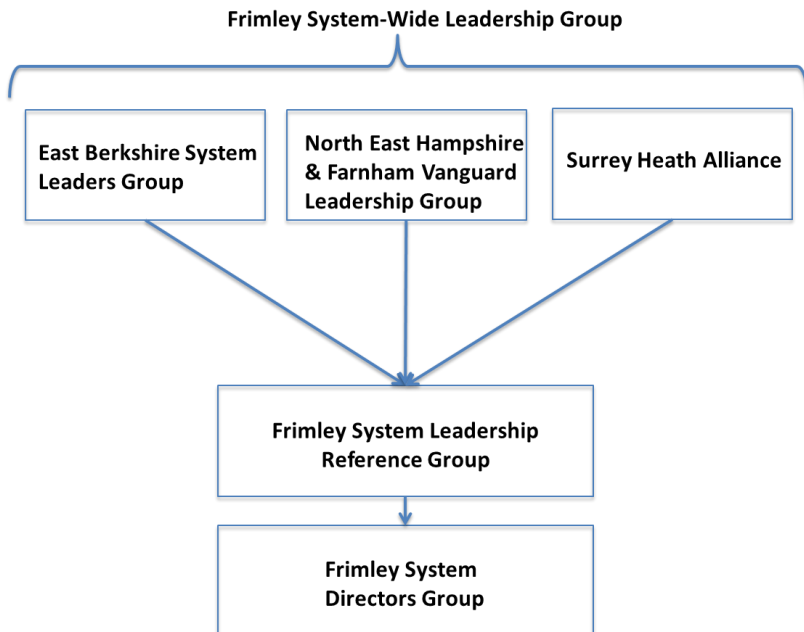 Frimley System-Wide Leadership Group
East Berkshire System
Leaders Group
North East Hampshire
& Farnham Vanguard
Leadership Group
Surrey Heath Alliance
Frimley System Leadership
Reference Group
Frimley System
Directors Group